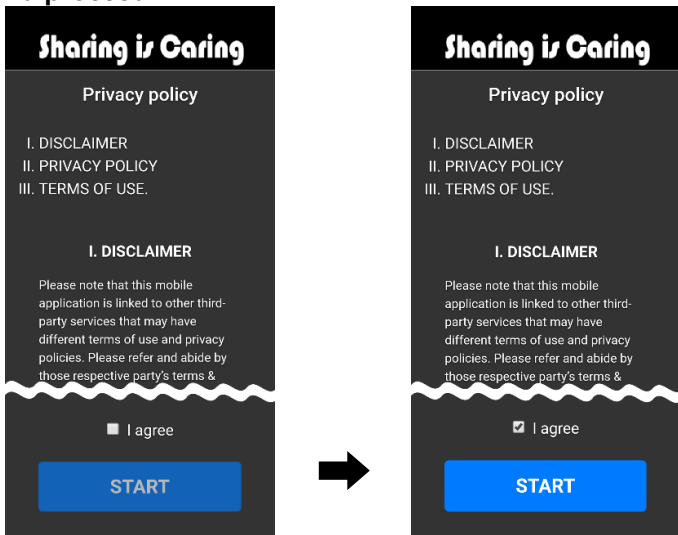 Sharing is Caring
Privacy policy
I. DISCLAIMER
II. PRIVACY POLICY
III. TERMS OF USE.
I. DISCLAIMER
Please note that this mobile
application is linked to other third-
party services that may have
different terms of use and privacy
policies. Please refer and abide by
those respective party's terms &
I agree
START
Sharing is Caring
Privacy policy
I. DISCLAIMER
II. PRIVACY POLICY
III. TERMS OF USE.
I. DISCLAIMER
Please note that this mobile
application is linked to other third-
party services that may have
different terms of use and privacy
policies. Please refer and abide by
those respective party's terms &
I agree
START